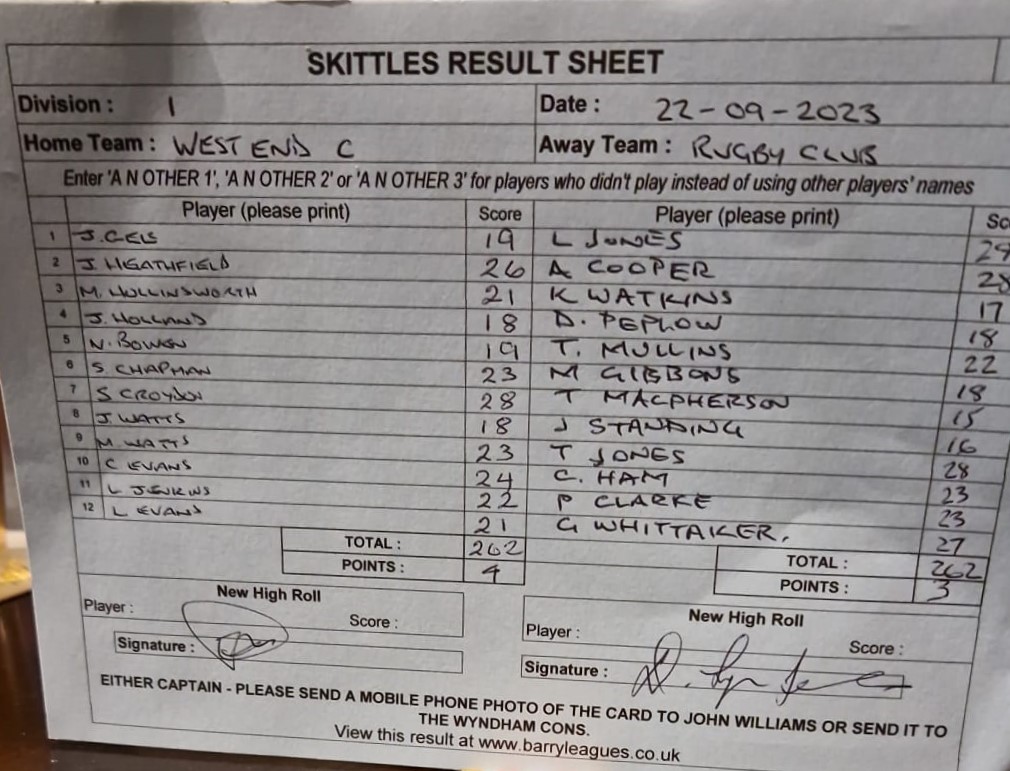 SKITTLES RESULT SHEET
Division : 1 Date : 22-09-2023
Home Team : WEST END C Away Team : RUGBY CLUB
Enter 'A N OTHER 1', 'A N OTHER 2' or 'A N OTHER 3' for players who didn't play instead of using other players' names
Player (please print) Score Player (please print) Sc
1 J. GELS 19 L JONES 27
2 J. HEATHFIELD 26 A COOPER 28
3 M. HOLLINSWORTH 21 K WATKINS 17
4 J. HOLLAND 18 D. PEPLOW 18
5 N. BOWEN 19 T. MULLINS 22
6 S CHAPMAN 23 M GIBBONS 18
7 S CROYDON 28 T MACPHERSON 15
8 J. WATTS 18 J STANDING 16
9 M. WATTS 23 T JONES 28
10 C EVANS 24 C. HAM 23
11 L JENKINS 22 P CLARKE 23
12 L EVANS 21 G WHITTAKER. 27
TOTAL : 262 TOTAL : 262
POINTS : 4 POINTS : 3
New High Roll New High Roll
Player : Score : Player : Score :
Signature : Signature :
EITHER CAPTAIN - PLEASE SEND A MOBILE PHONE PHOTO OF THE CARD TO JOHN WILLIAMS OR SEND IT TO
THE WYNDHAM CONS.
View this result at www.barryleagues.co.uk